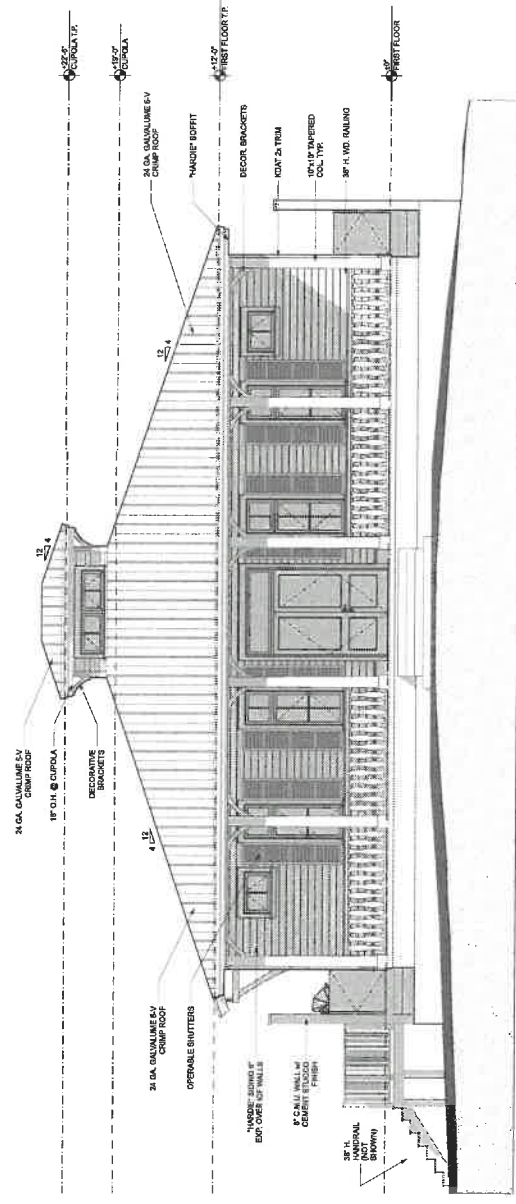 +22'-6"
CUPOLA T.P.
+19'-0"
CUPOLA
+12'-0"
FIRST FLOOR T.P.
±0"
FIRST FLOOR
24 GA. GALVALUME 5-V
CRIMP ROOF
"HARDIE" SOFFIT
DECOR. BRACKETS
KOAT 2x TRIM
10"x10" TAPERED
COL. TYP.
36" H. WD. RAILING
12
4
12
4
24 GA. GALVALUME 5-V
CRIMP ROOF
18" O.H. @ CUPOLA
DECORATIVE
BRACKETS
12
4
24 GA. GALVALUME 5-V
CRIMP ROOF
OPERABLE SHUTTERS
"HARDIE" SIDING 6"
EXP. OVER ICF WALLS
8" C.M.U. WALL w/
CEMENT STUCCO
FINISH
36" H.
HANDRAIL
(NOT
SHOWN)